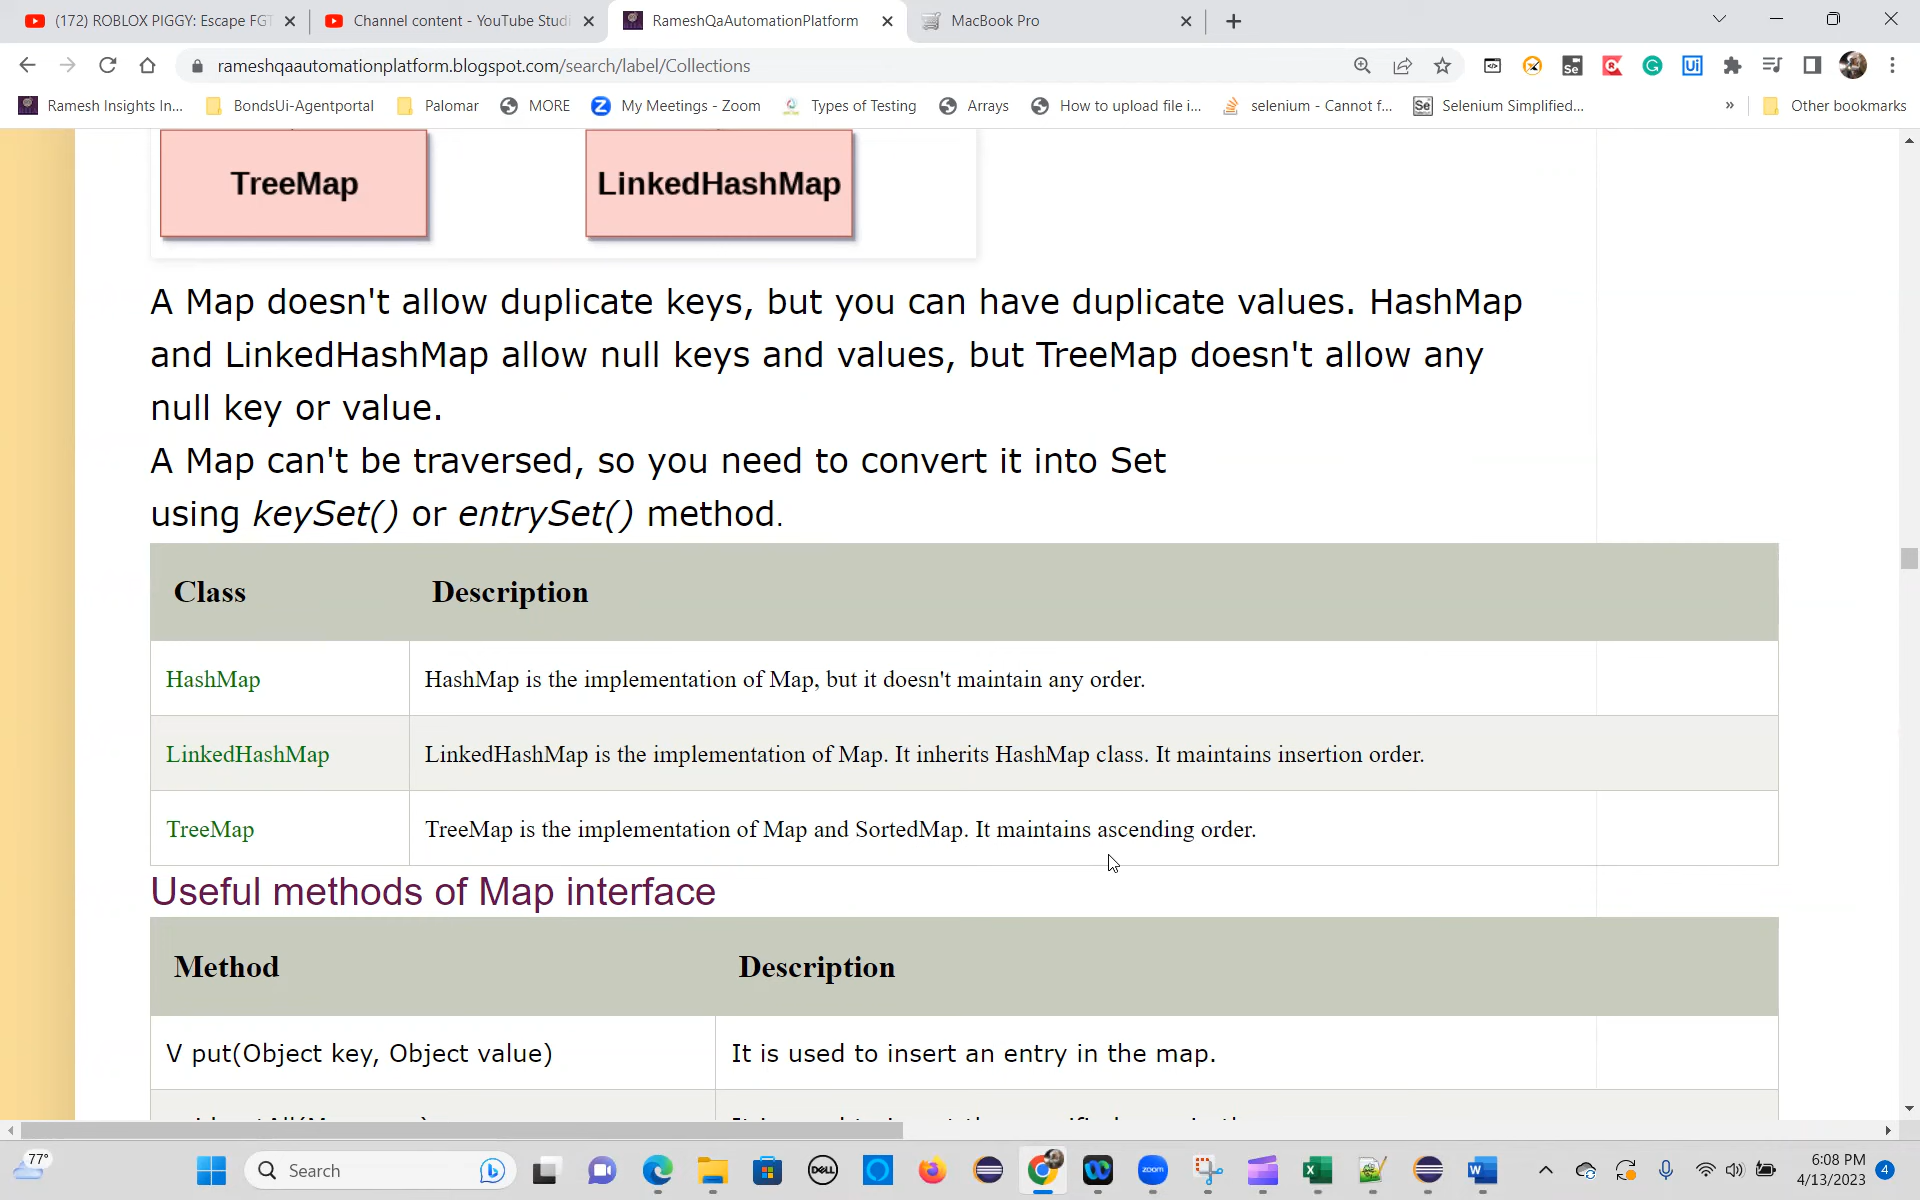 (172) ROBLOX PIGGY: Escape FGT
Channel content - YouTube Studi
RameshQaAutomationPlatform
MacBook Pro
rameshqaautomationplatform.blogspot.com/search/label/Collections
Ramesh Insights In...
BondsUi-Agentportal
Palomar
MORE
My Meetings - Zoom
Types of Testing
Arrays
How to upload file i...
selenium - Cannot f...
Selenium Simplified...
Other bookmarks
TreeMap
LinkedHashMap
A Map doesn't allow duplicate keys, but you can have duplicate values. HashMap
and LinkedHashMap allow null keys and values, but TreeMap doesn't allow any
null key or value.
A Map can't be traversed, so you need to convert it into Set
using keySet() or entrySet() method.
Class Description
HashMap HashMap is the implementation of Map, but it doesn't maintain any order.
LinkedHashMap LinkedHashMap is the implementation of Map. It inherits HashMap class. It maintains insertion order.
TreeMap TreeMap is the implementation of Map and SortedMap. It maintains ascending order.
Useful methods of Map interface
Method Description
V put(Object key, Object value) It is used to insert an entry in the map.
77°
Search
DELL
zoom
6:08 PM
4/13/2023
4